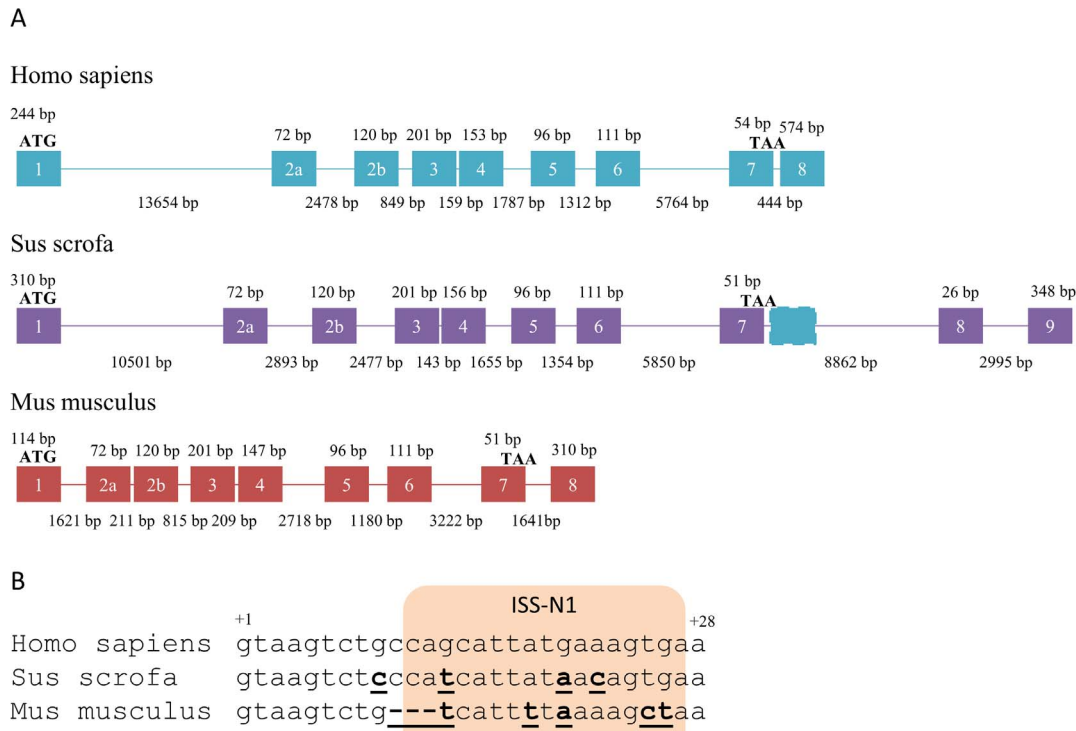 A
Homo sapiens
244 bp 72 bp 120 bp 201 bp 153 bp 96 bp 111 bp 54 bp 574 bp
ATG TAA
1 2a 2b 3 4 5 6 7 8
13654 bp 2478 bp 849 bp 159 bp 1787 bp 1312 bp 5764 bp 444 bp
Sus scrofa
310 bp 72 bp 120 bp 201 bp 156 bp 96 bp 111 bp 51 bp 26 bp 348 bp
ATG TAA
1 2a 2b 3 4 5 6 7 8 9
10501 bp 2893 bp 2477 bp 143 bp 1655 bp 1354 bp 5850 bp 8862 bp 2995 bp
Mus musculus
114 bp 72 bp 120 bp 201 bp 147 bp 96 bp 111 bp 51 bp 310 bp
ATG TAA
1 2a 2b 3 4 5 6 7 8
1621 bp 211 bp 815 bp 209 bp 2718 bp 1180 bp 3222 bp 1641bp
B
ISS-N1
+1 +28
Homo sapiens gtaagtctgccagcattatgaaagtgaa
Sus scrofa gtaagtctcccatcattataacagtgaa
Mus musculus gtaagtctg---tcattttaaaagctaa